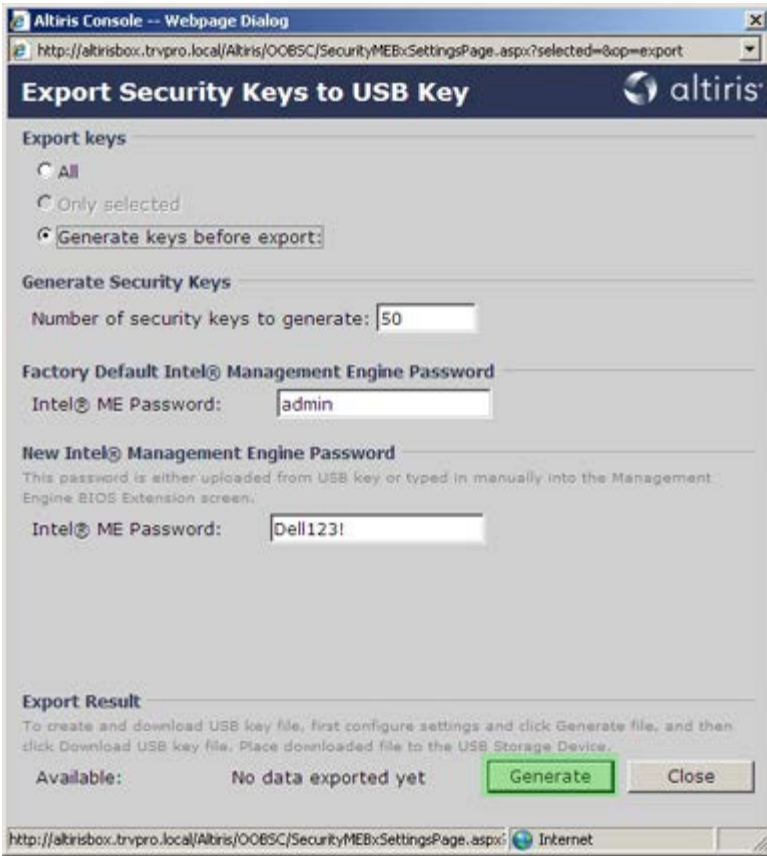 Altiris Console -- Webpage Dialog
http://altirisbox.trvpro.local/Altiris/OOBSC/SecurityMEBxSettingsPage.aspx?selected=&op=export
Export Security Keys to USB Key
altiris
Export keys
All
Only selected
Generate keys before export:
Generate Security Keys
Number of security keys to generate: 50
Factory Default Intel® Management Engine Password
Intel® ME Password: admin
New Intel® Management Engine Password
This password is either uploaded from USB key or typed in manually into the Management
Engine BIOS Extension screen.
Intel® ME Password: Dell123!
Export Result
To create and download USB key file, first configure settings and click Generate file, and then
click Download USB key file. Place downloaded file to the USB Storage Device.
Available: No data exported yet Generate Close
http://altirisbox.trvpro.local/Altiris/OOBSC/SecurityMEBxSettingsPage.aspx? Internet